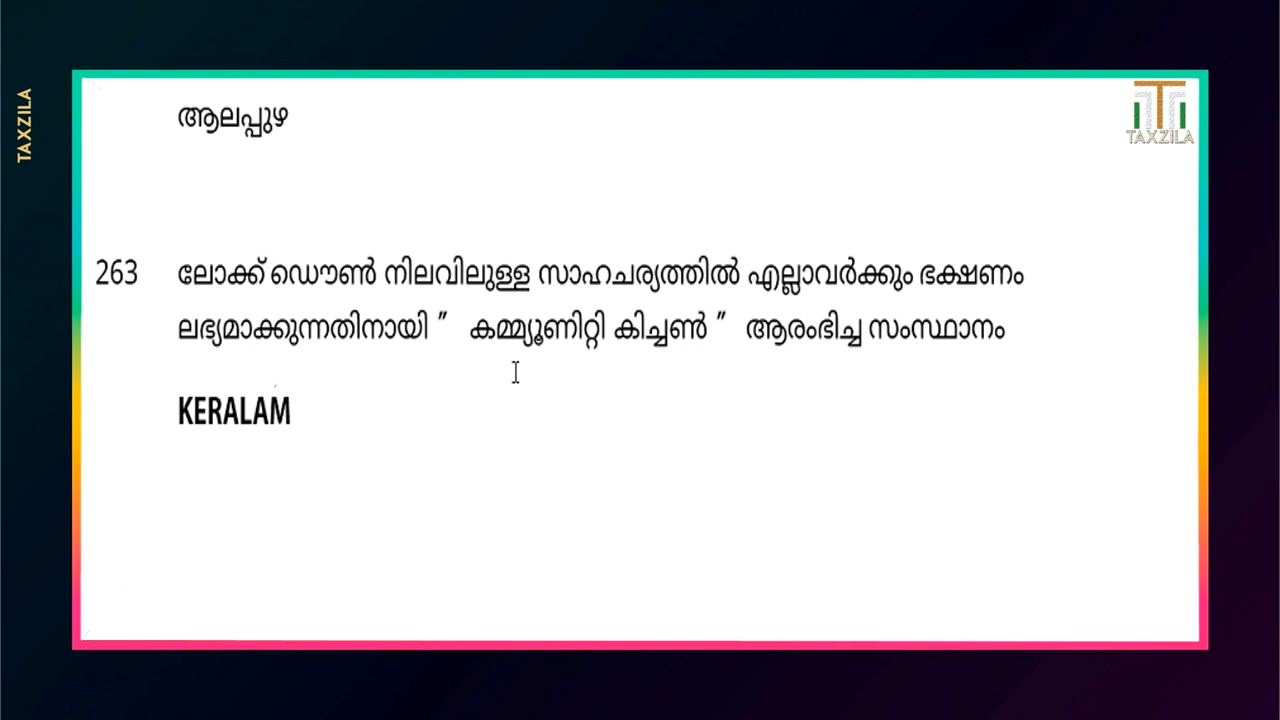 TAXZILA
ആലപ്പുഴ
TAXZILA
263 ലോക്ക് ഡൌൺ നിലവിലുള്ള സാഹചര്യത്തിൽ എല്ലാവർക്കും ഭക്ഷണം
ലഭ്യമാക്കുന്നതിനായി " കമ്മ്യൂണിറ്റി കിച്ചൺ " ആരംഭിച്ച സംസ്ഥാനം
KERALAM